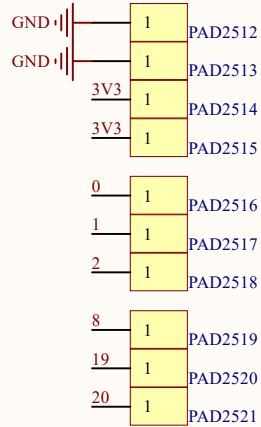 GND 1 PAD2512
GND 1 PAD2513
3V3 1 PAD2514
3V3 1 PAD2515
0 1 PAD2516
1 1 PAD2517
2 1 PAD2518
8 1 PAD2519
19 1 PAD2520
20 1 PAD2521